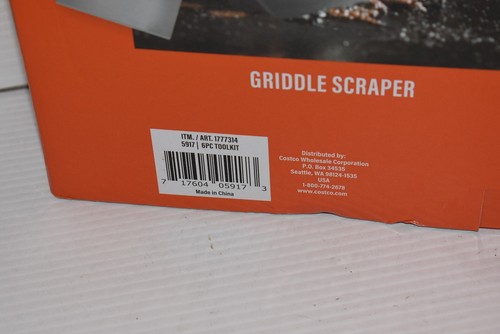 GRIDDLE SCRAPER
ITM. / ART. 1777314
5917 | 6PC TOOLKIT
7 17604 05917 3
Made in China
Distributed by:
Costco Wholesale Corporation
P.O. Box 34535
Seattle, WA 98124-1535
USA
1-800-774-2678
www.costco.com